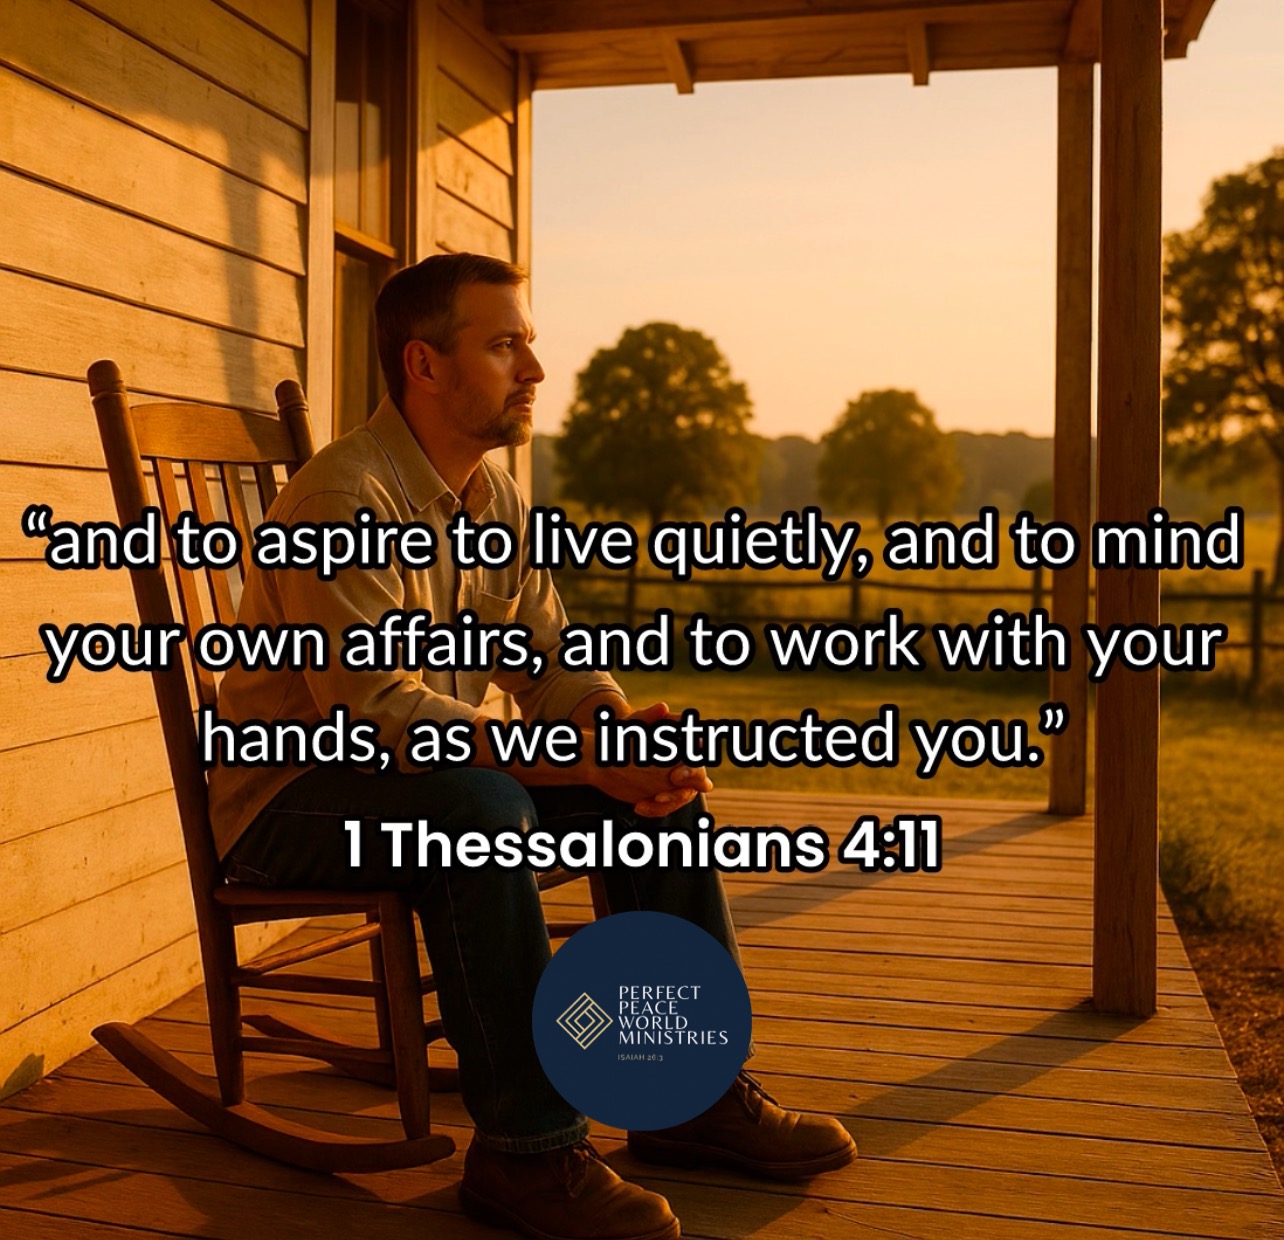 “and to aspire to live quietly, and to mind
your own affairs, and to work with your
hands, as we instructed you.”
1 Thessalonians 4:11
PERFECT
PEACE
WORLD
MINISTRIES
ISAIAH 26:3